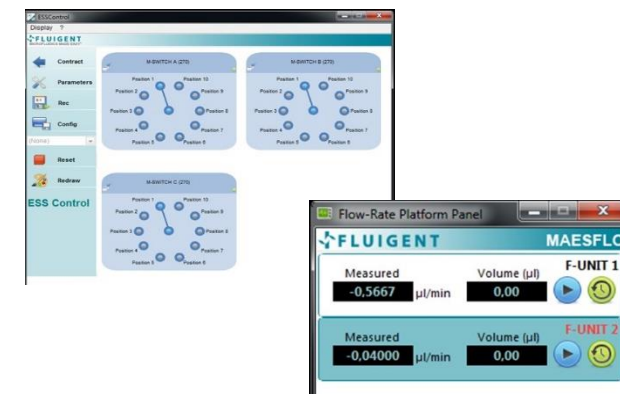 ESSControl
Display ?
FLUIGENT
Contract
Parameters
Rec
Config
(None)
Reset
Redraw
ESS Control
M-SWITCH A (270)
Position 1
Position 10
Position 2
Position 9
Position 3
Position 8
Position 4
Position 7
Position 5
Position 6
M-SWITCH B (270)
Position 1
Position 10
Position 2
Position 9
Position 3
Position 8
Position 4
Position 7
Position 5
Position 6
M-SWITCH C (270)
Position 1
Position 10
Position 2
Position 9
Position 3
Position 8
Position 4
Position 7
Position 5
Position 6
Flow-Rate Platform Panel
FLUIGENT MAESFLO
F-UNIT 1
Measured Volume (µl)
-0,5667 µl/min 0,00
F-UNIT 2
Measured Volume (µl)
-0,04000 µl/min 0,00